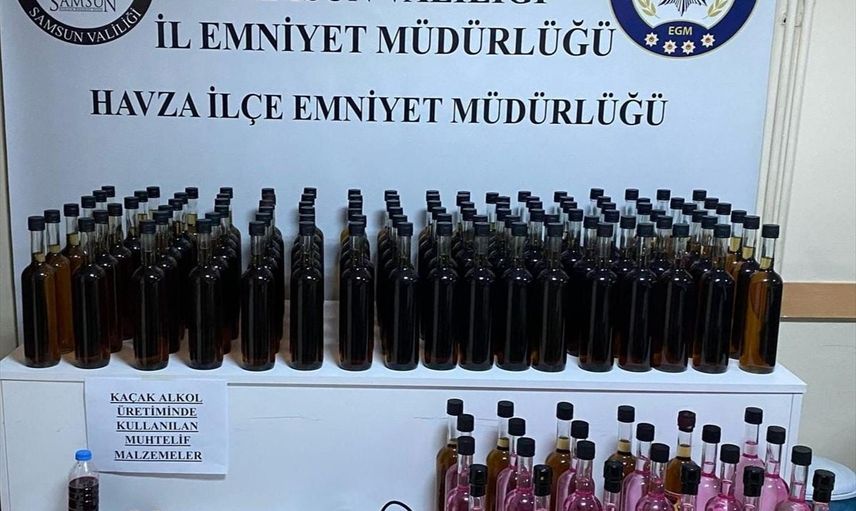 SAMSUN
SAMSUN VALİLİĞİ
EGM
İL EMNİYET MÜDÜRLÜĞÜ
HAVZA İLÇE EMNİYET MÜDÜRLÜĞÜ
KAÇAK ALKOL
ÜRETİMİNDE
KULLANILAN
MUHTELİF
MALZEMELER